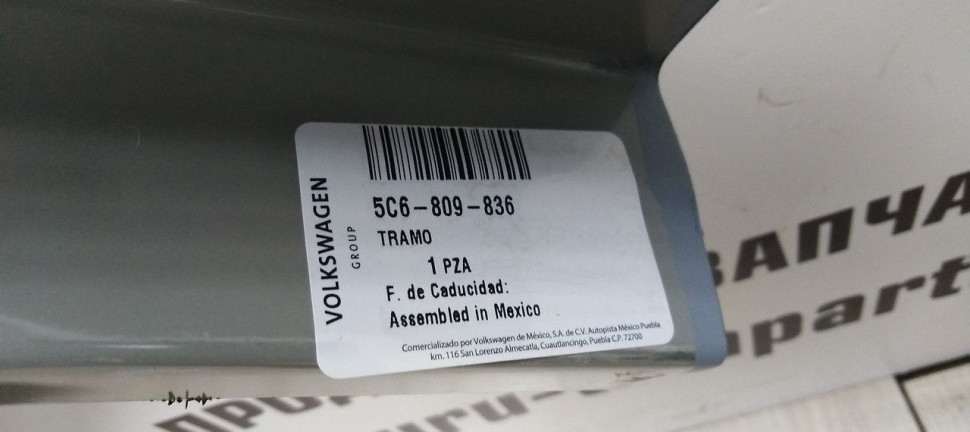 VOLKSWAGEN
GROUP
5C6-809-836
TRAMO
1 PZA
F. de Caducidad:
Assembled in Mexico
Comercializado por Volkswagen de México, S.A. de C.V. Autopista México Puebla
km. 116 San Lorenzo Almecatla, Cuautlancingo, Puebla C.P. 72700
ЗАПЧА
part